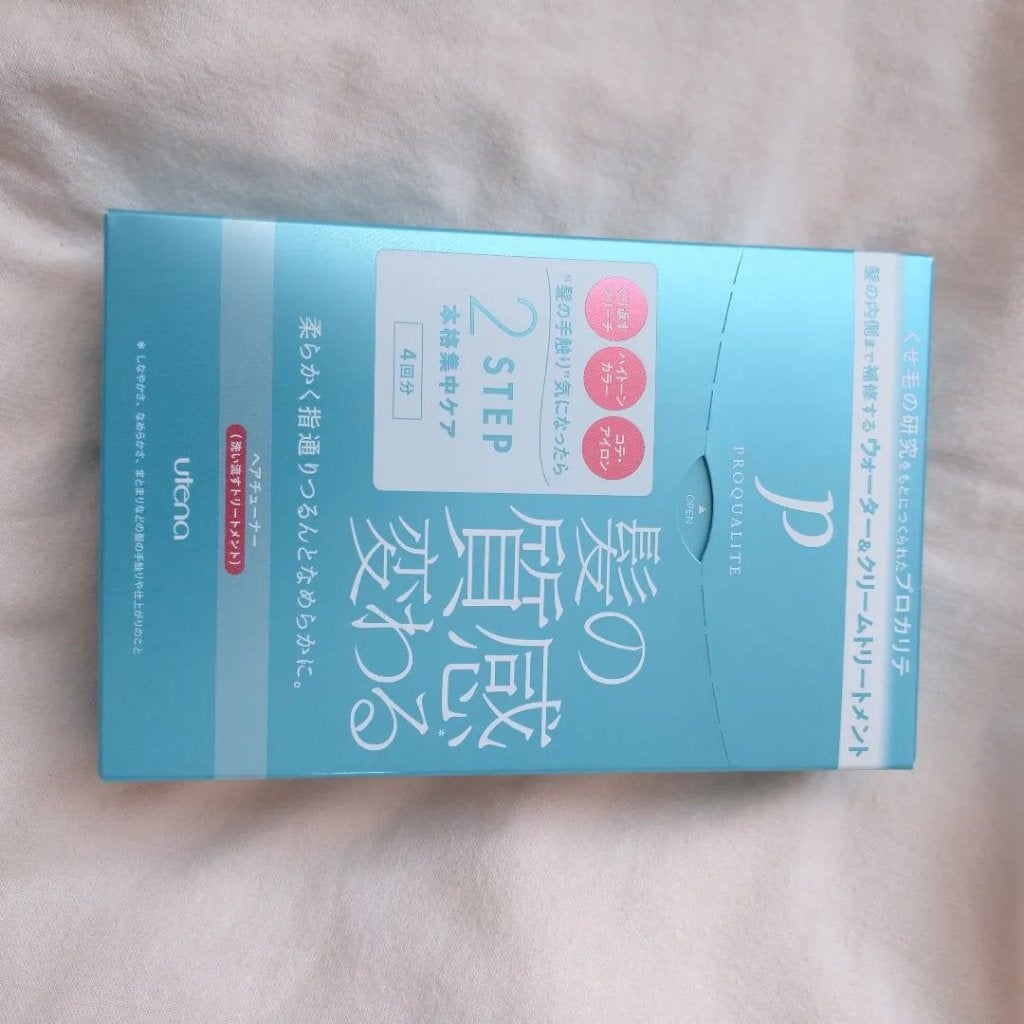 くせ毛の研究をもとにつくられたプロカリテ
髪の内側まで補修するウォーター&クリームトリートメント
p
PROQUALITE
OPEN
くり返す
ブリーチ
ハイトーン
カラー
コテ・
アイロン
“髪の手触り”気になったら
2 STEP
本格集中ケア
4回分
髪の
質感*
変わる
柔らかく指通りつるんとなめらかに。
ヘアチューナー
(洗い流すトリートメント)
utena
* しなやかさ、なめらかさ、まとまりなどの髪の手触りや仕上がりのこと